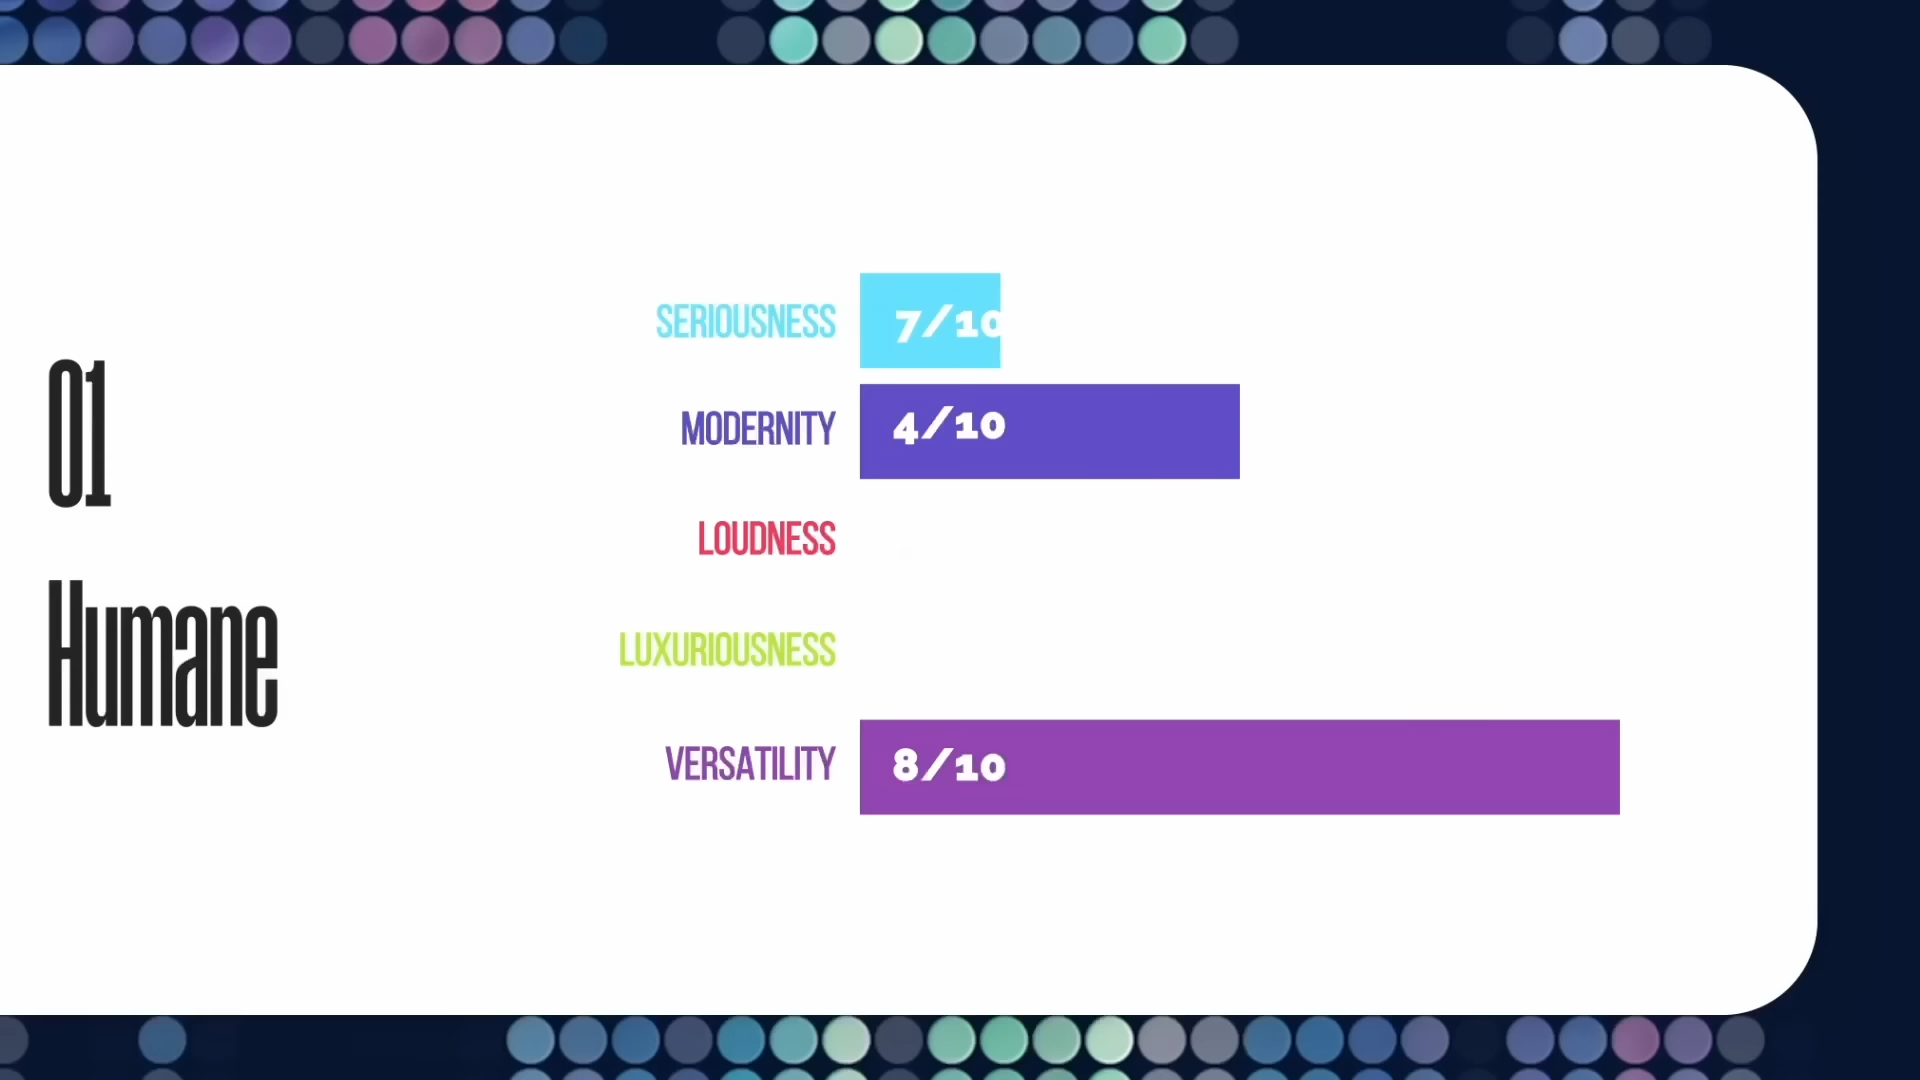 01
Humane
SERIOUSNESS 7/10
MODERNITY 4/10
LOUDNESS
LUXURIOUSNESS
VERSATILITY 8/10